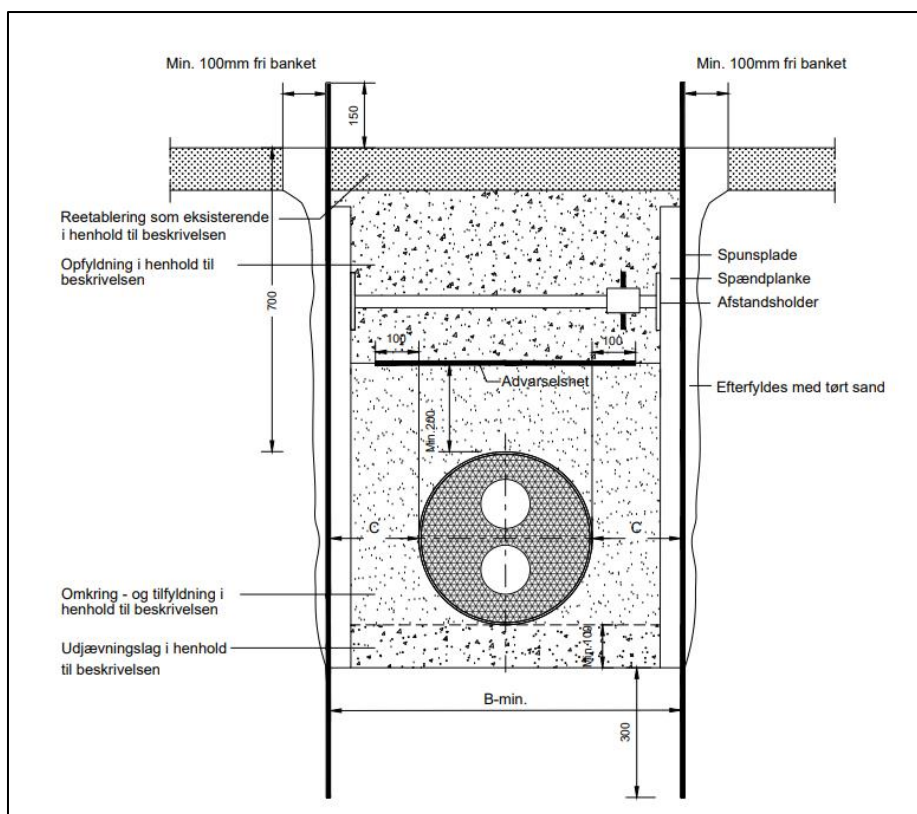 Min. 100mm fri banket
Min. 100mm fri banket
150
Reetablering som eksisterende
i henhold til beskrivelsen
Opfyldning i henhold til
beskrivelsen
700
Spunsplade
Spændplanke
Afstandsholder
100
100
Advarselsnet
Efterfyldes med tørt sand
Min.
C
C
Omkring - og tilfyldning i
henhold til beskrivelsen
Udjævningslag i henhold
til beskrivelsen
Min.100
B-min.
300